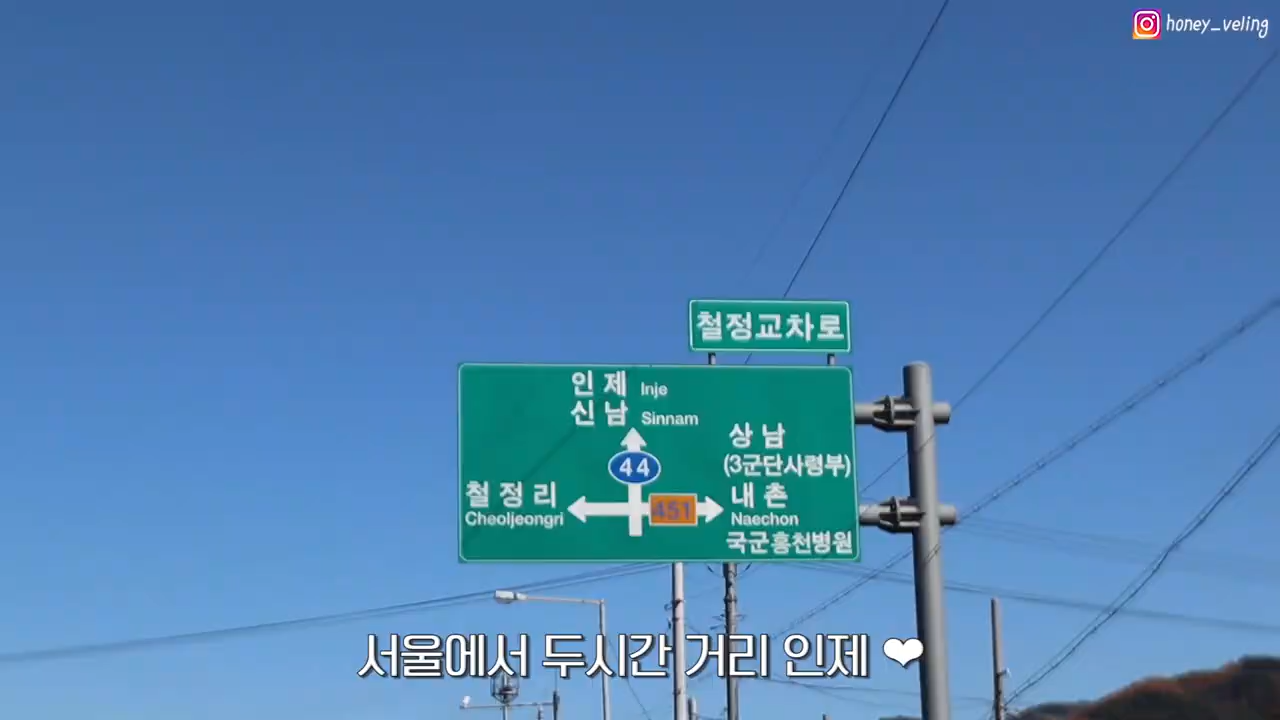 honey_veling
철정교차로
인제 Inje
신남 Sinnam
44
상남
(3군단사령부)
철정리
Cheoljeongri
451
내촌
Naechon
국군홍천병원
서울에서 두시간 거리 인제 ❤